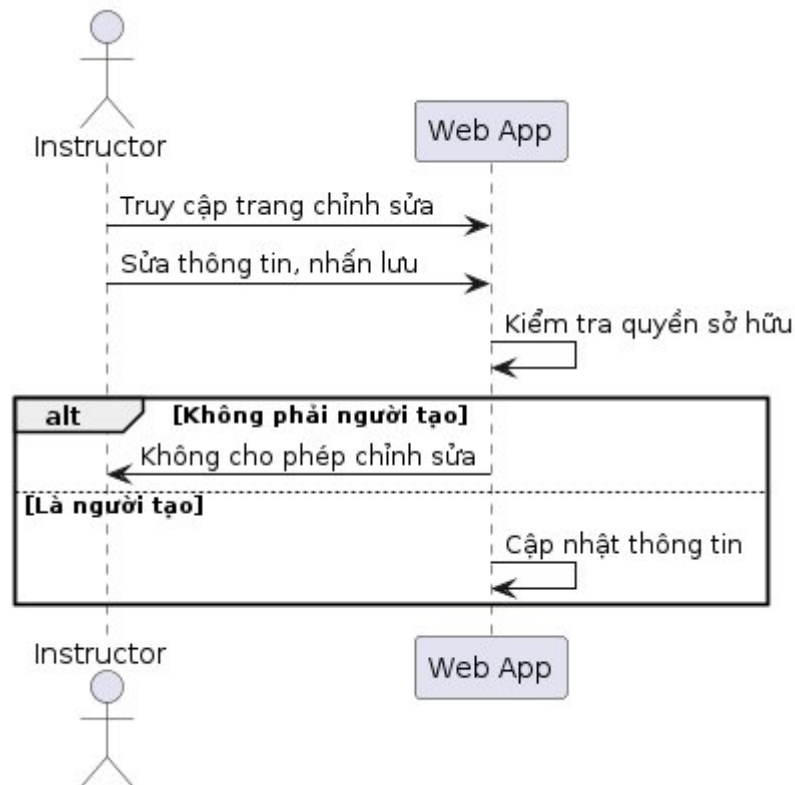 Instructor
Web App
Truy cập trang chỉnh sửa
Sửa thông tin, nhấn lưu
Kiểm tra quyền sở hữu
alt [Không phải người tạo]
Không cho phép chỉnh sửa
[Là người tạo]
Cập nhật thông tin
Instructor
Web App